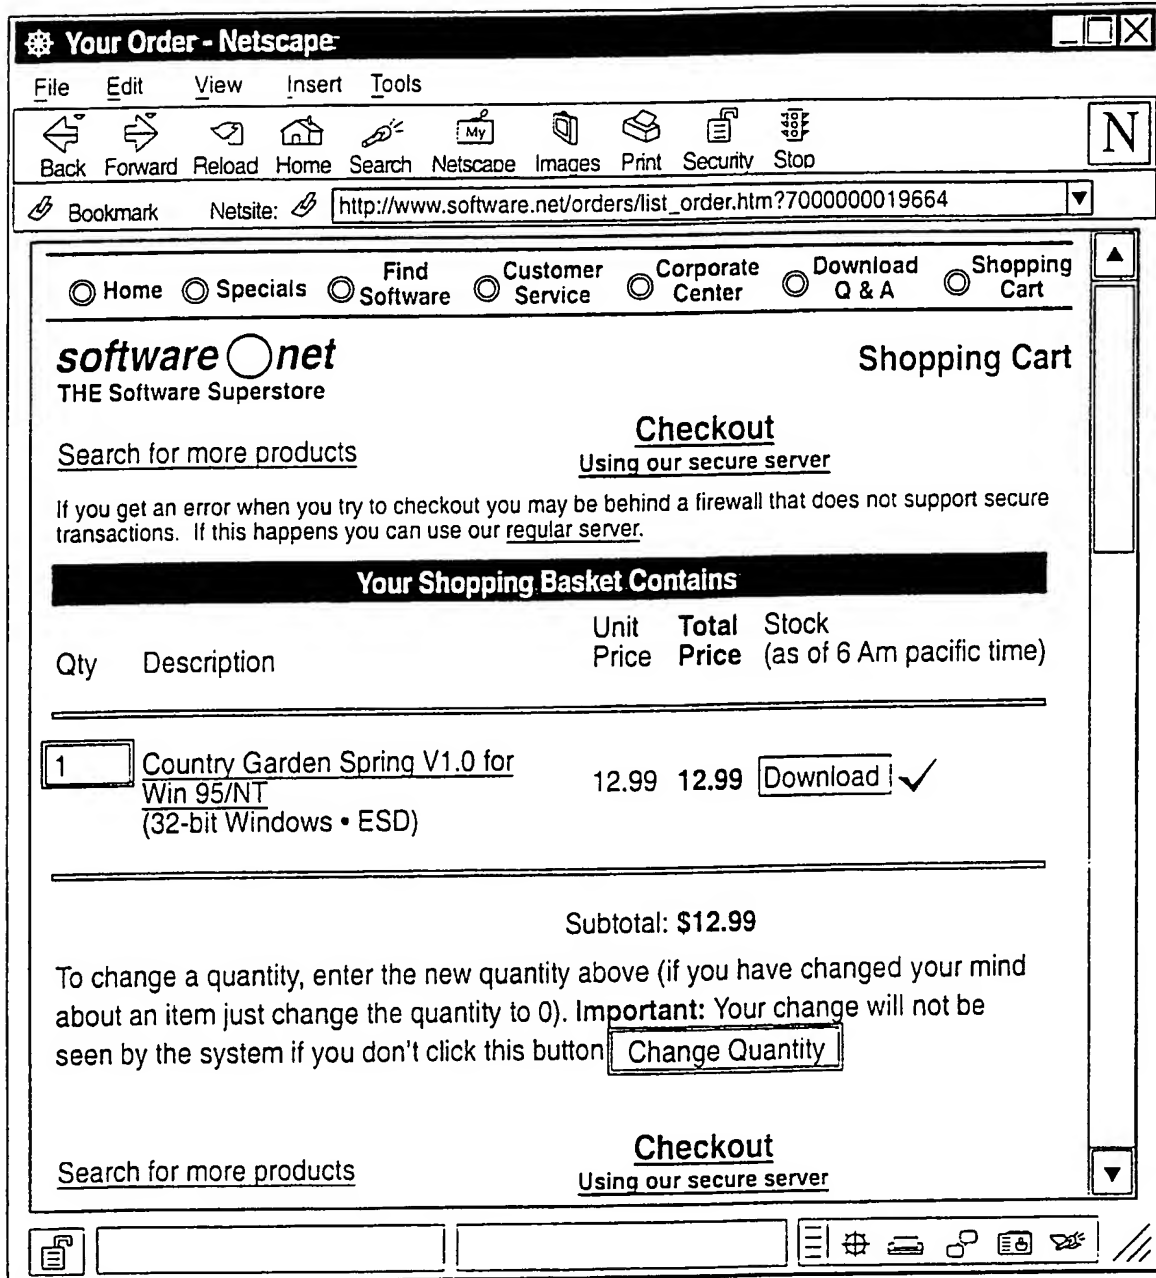 Your Order - Netscape
File Edit View Insert Tools
My
N
Back Forward Reload Home Search Netscape Images Print Security Stop
Bookmark Netsite: http://www.software.net/orders/list_order.htm?7000000019664
Home Specials Find Software Customer Service Corporate Center Download Q & A Shopping Cart
software net
THE Software Superstore
Shopping Cart
Search for more products
Checkout
Using our secure server
If you get an error when you try to checkout you may be behind a firewall that does not support secure
transactions. If this happens you can use our regular server.
Your Shopping Basket Contains
Unit Total Stock
Qty Description Price Price (as of 6 Am pacific time)
1 Country Garden Spring V1.0 for
Win 95/NT 12.99 12.99 Download
(32-bit Windows • ESD)
Subtotal: $12.99
To change a quantity, enter the new quantity above (if you have changed your mind
about an item just change the quantity to 0). Important: Your change will not be
seen by the system if you don't click this button Change Quantity
Search for more products
Checkout
Using our secure server